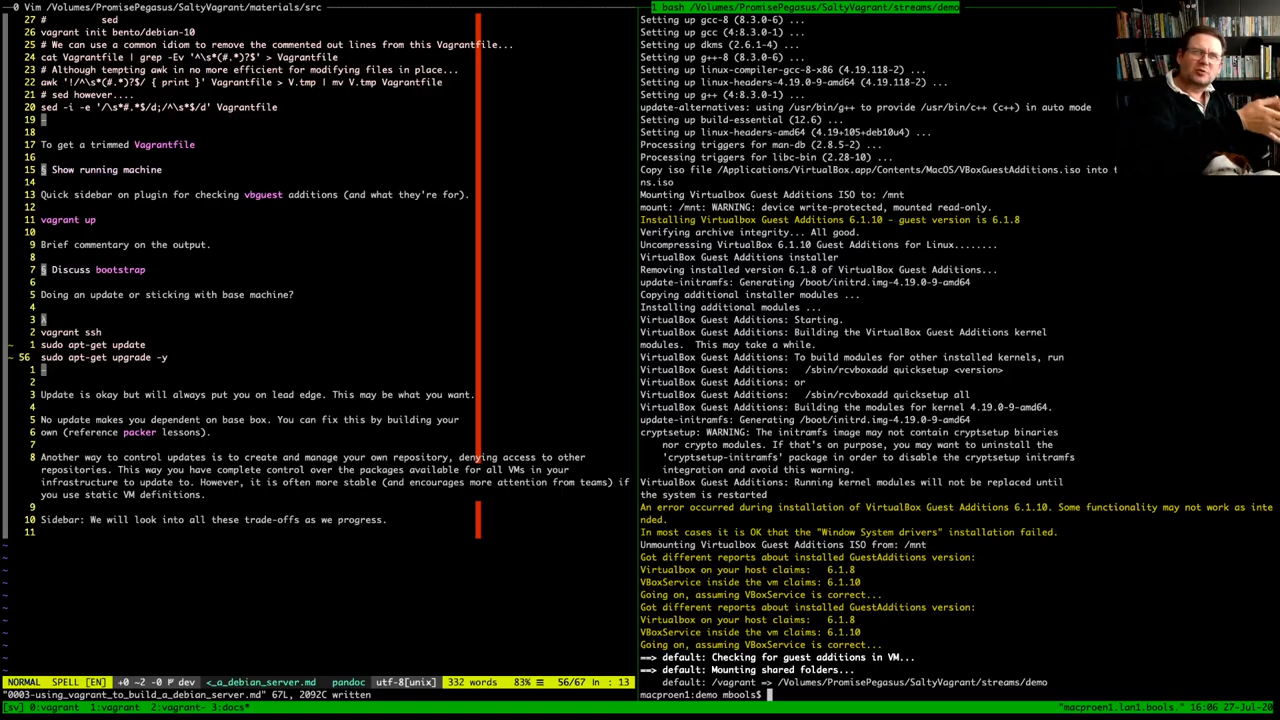 0 Vim /Volumes/PromisePegasus/SaltyVagrant/materials/src
27 #        sed
26 vagrant init bento/debian-10
25 # We can use a common idiom to remove the commented out lines from this Vagrantfile...
24 cat Vagrantfile | grep -Ev '^\s*(#.*)?$' > Vagrantfile
23 # Although tempting awk in no more efficient for modifying files in place...
22 awk '!/^\s*(#.*)?$/ { print }' Vagrantfile > V.tmp | mv V.tmp Vagrantfile
21 # sed however...
20 sed -i -e '/^\s*#.*$/d;/^\s*$/d' Vagrantfile
19 -
18
17 To get a trimmed Vagrantfile
16
15 § Show running machine
14
13 Quick sidebar on plugin for checking vbguest additions (and what they're for).
12
11 vagrant up
10
9 Brief commentary on the output.
8
7 § Discuss bootstrap
6
5 Doing an update or sticking with base machine?
4
3 λ
2 vagrant ssh
~ 1 sudo apt-get update
~ 56 sudo apt-get upgrade -y
1 -
2
3 Update is okay but will always put you on lead edge. This may be what you want.
4
5 No update makes you dependent on base box. You can fix this by building your
6 own (reference packer lessons).
7
8 Another way to control updates is to create and manage your own repository, denying access to other
repositories. This way you have complete control over the packages available for all VMs in your
infrastructure to update to. However, it is often more stable (and encourages more attention from teams) if
you use static VM definitions.
9
10 Sidebar: We will look into all these trade-offs as we progress.
11
~
~
~
~
~
~
~
~
~
~
~
NORMAL SPELL [EN] +0 ~2 -0 dev <_a_debian_server.md pandoc utf-8[unix] 332 words 83% ≡ 56/67 ln : 13
"0003-using_vagrant_to_build_a_debian_server.md" 67L, 2092C written
1 bash /Volumes/PromisePegasus/SaltyVagrant/streams/demo
Setting up gcc-8 (8.3.0-6) ...
Setting up gcc (4:8.3.0-1) ...
Setting up dkms (2.6.1-4) ...
Setting up g++-8 (8.3.0-6) ...
Setting up linux-compiler-gcc-8-x86 (4.19.118-2) ...
Setting up linux-headers-4.19.0-9-amd64 (4.19.118-2) ...
Setting up g++ (4:8.3.0-1) ...
update-alternatives: using /usr/bin/g++ to provide /usr/bin/c++ (c++) in auto mode
Setting up build-essential (12.6) ...
Setting up linux-headers-amd64 (4.19+105+deb10u4) ...
Processing triggers for man-db (2.8.5-2) ...
Processing triggers for libc-bin (2.28-10) ...
Copy iso file /Applications/VirtualBox.app/Contents/MacOS/VBoxGuestAdditions.iso into t
ns.iso
Mounting Virtualbox Guest Additions ISO to: /mnt
mount: /mnt: WARNING: device write-protected, mounted read-only.
Installing Virtualbox Guest Additions 6.1.10 - guest version is 6.1.8
Verifying archive integrity... All good.
Uncompressing VirtualBox 6.1.10 Guest Additions for Linux........
VirtualBox Guest Additions installer
Removing installed version 6.1.8 of VirtualBox Guest Additions...
update-initramfs: Generating /boot/initrd.img-4.19.0-9-amd64
Copying additional installer modules ...
Installing additional modules ...
VirtualBox Guest Additions: Starting.
VirtualBox Guest Additions: Building the VirtualBox Guest Additions kernel
modules.  This may take a while.
VirtualBox Guest Additions: To build modules for other installed kernels, run
VirtualBox Guest Additions:   /sbin/rcvboxadd quicksetup <version>
VirtualBox Guest Additions: or
VirtualBox Guest Additions:   /sbin/rcvboxadd quicksetup all
VirtualBox Guest Additions: Building the modules for kernel 4.19.0-9-amd64.
update-initramfs: Generating /boot/initrd.img-4.19.0-9-amd64
cryptsetup: WARNING: The initramfs image may not contain cryptsetup binaries
nor crypto modules. If that's on purpose, you may want to uninstall the
'cryptsetup-initramfs' package in order to disable the cryptsetup initramfs
integration and avoid this warning.
VirtualBox Guest Additions: Running kernel modules will not be replaced until
the system is restarted
An error occurred during installation of VirtualBox Guest Additions 6.1.10. Some functionality may not work as inte
nded.
In most cases it is OK that the "Window System drivers" installation failed.
Unmounting Virtualbox Guest Additions ISO from: /mnt
Got different reports about installed GuestAdditions version:
Virtualbox on your host claims:   6.1.8
VBoxService inside the vm claims: 6.1.10
Going on, assuming VBoxService is correct...
Got different reports about installed GuestAdditions version:
Virtualbox on your host claims:   6.1.8
VBoxService inside the vm claims: 6.1.10
Going on, assuming VBoxService is correct...
==> default: Checking for guest additions in VM...
==> default: Mounting shared folders...
default: /vagrant => /Volumes/PromisePegasus/SaltyVagrant/streams/demo
macproen1:demo mbools$
[sv] 0:vagrant 1:vagrant 2:vagrant- 3:docs* "macproen1.lan1.bools." 16:06 27-Jul-20